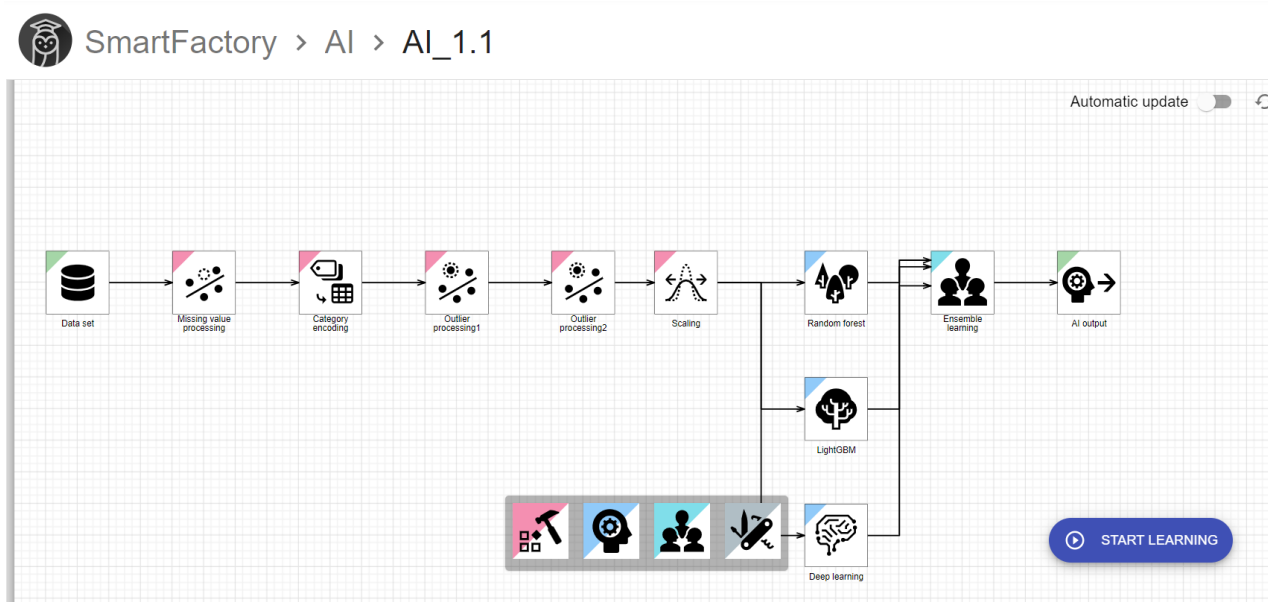 SmartFactory > AI > AI_1.1
Automatic update
Data set
Missing value
processing
Category
encoding
Outlier
processing1
Outlier
processing2
Scaling
Random forest
Ensemble
learning
AI output
LightGBM
Deep learning
START LEARNING